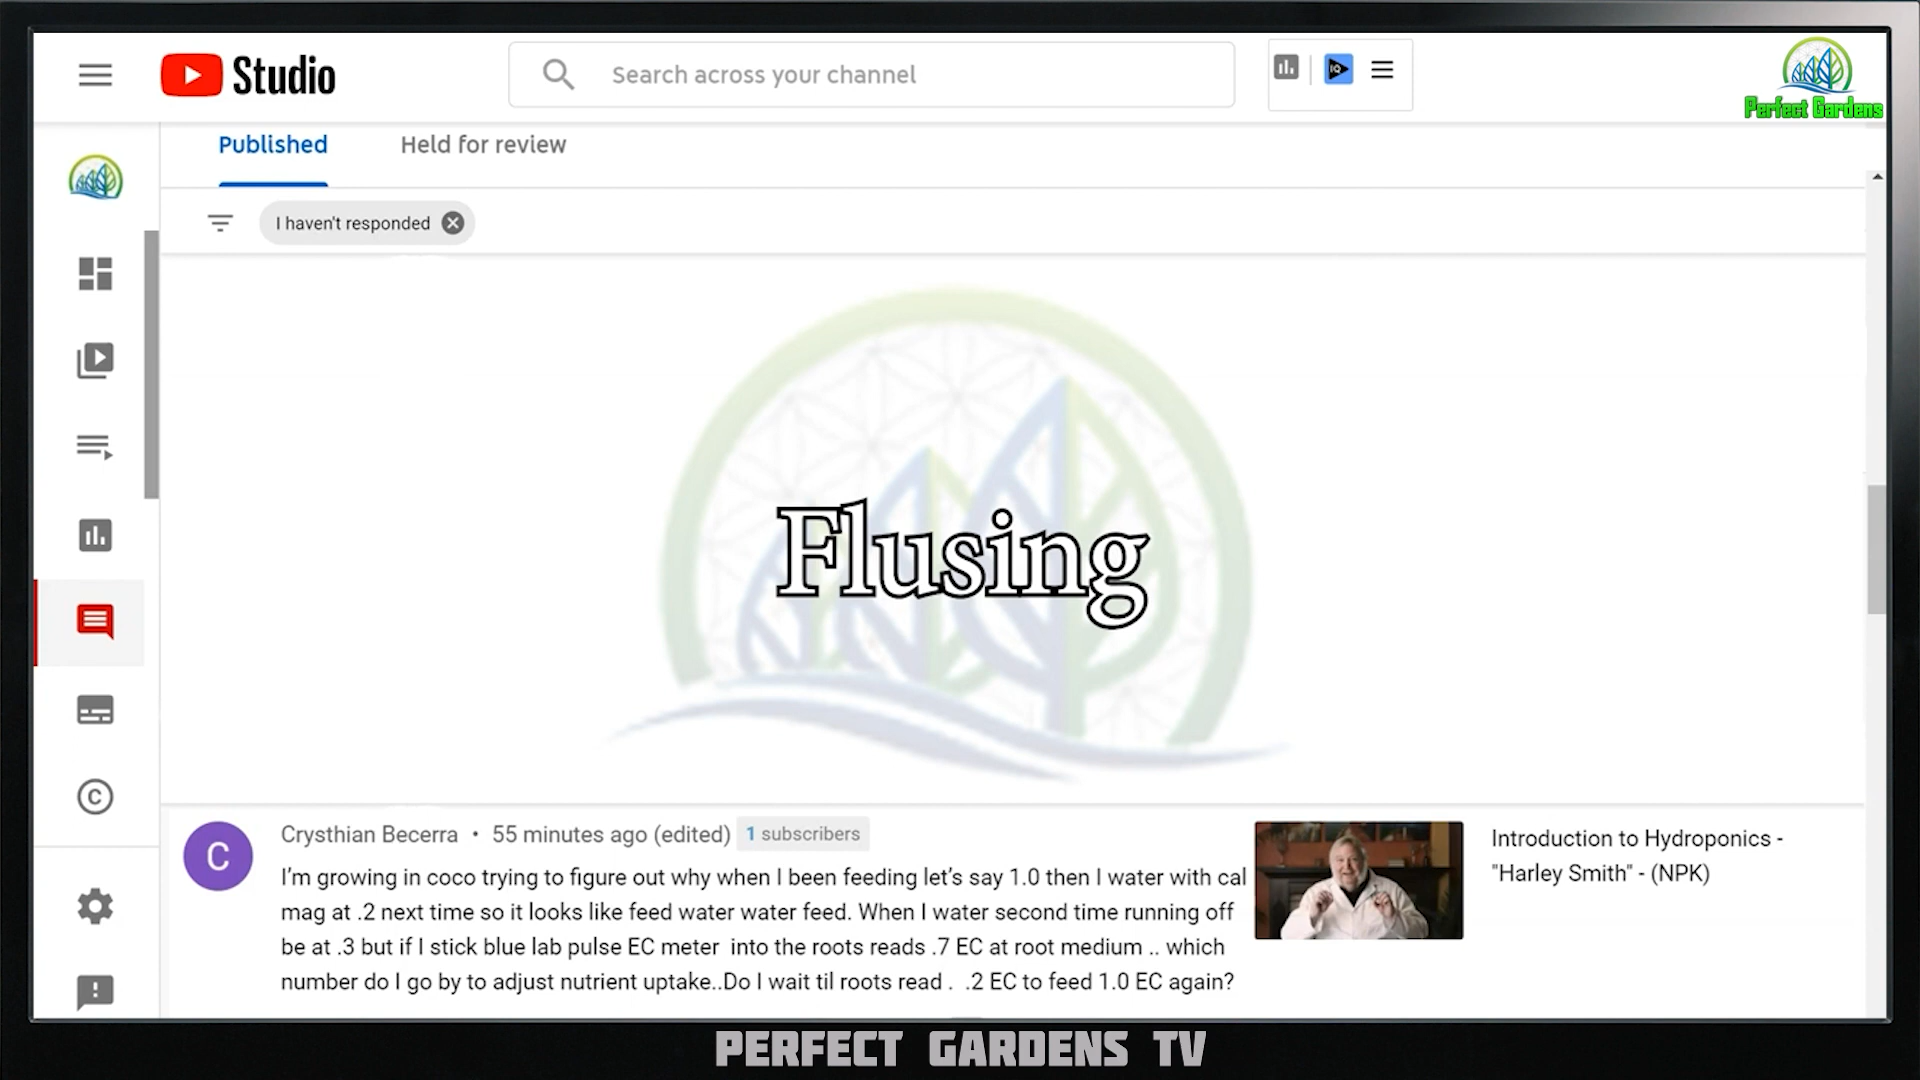 Studio
Search across your channel
IQ
Perfect Gardens
Published
Held for review
I haven't responded
Flusing
C
Crysthian Becerra • 55 minutes ago (edited) 1 subscribers
I'm growing in coco trying to figure out why when I been feeding let's say 1.0 then I water with cal
mag at .2 next time so it looks like feed water water feed. When I water second time running off
be at .3 but if I stick blue lab pulse EC meter  into the roots reads .7 EC at root medium .. which
number do I go by to adjust nutrient uptake..Do I wait til roots read .  .2 EC to feed 1.0 EC again?
Introduction to Hydroponics -
"Harley Smith" - (NPK)
PERFECT GARDENS TV